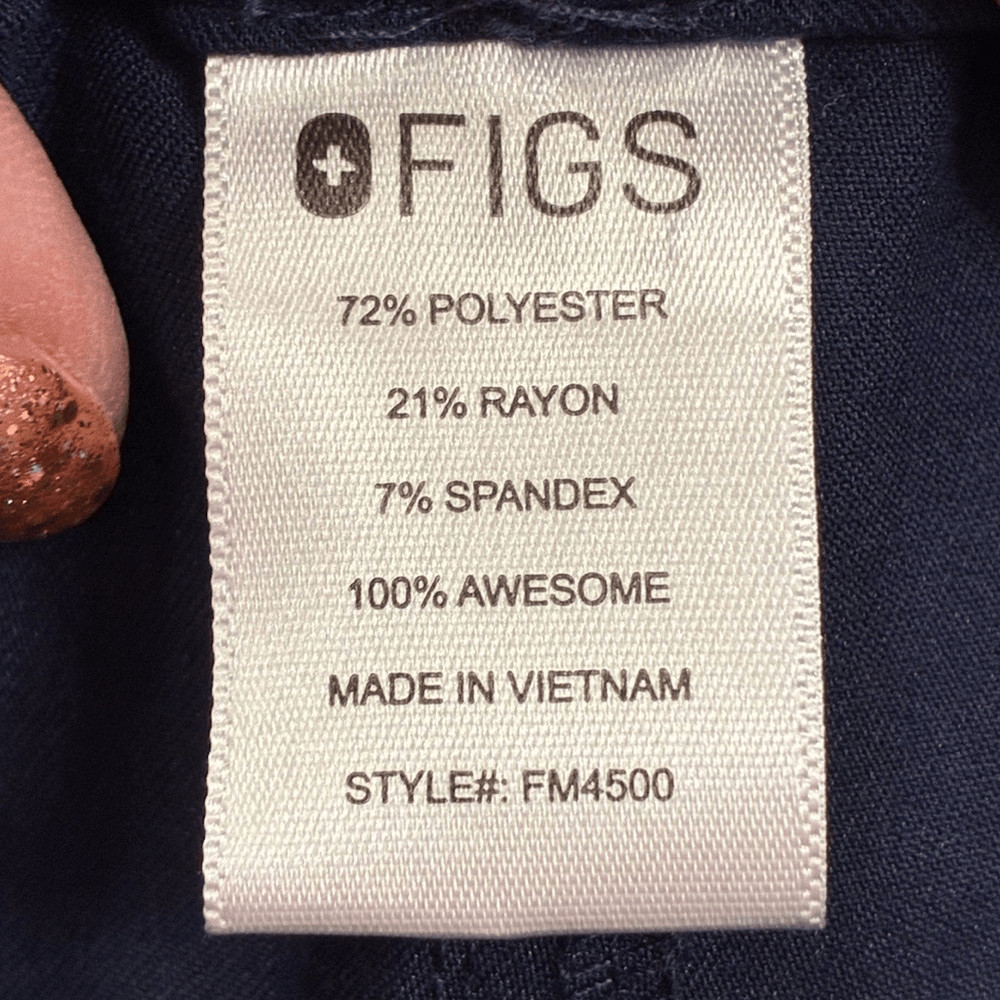 FIGS
72% POLYESTER
21% RAYON
7% SPANDEX
100% AWESOME
MADE IN VIETNAM
STYLE#: FM4500